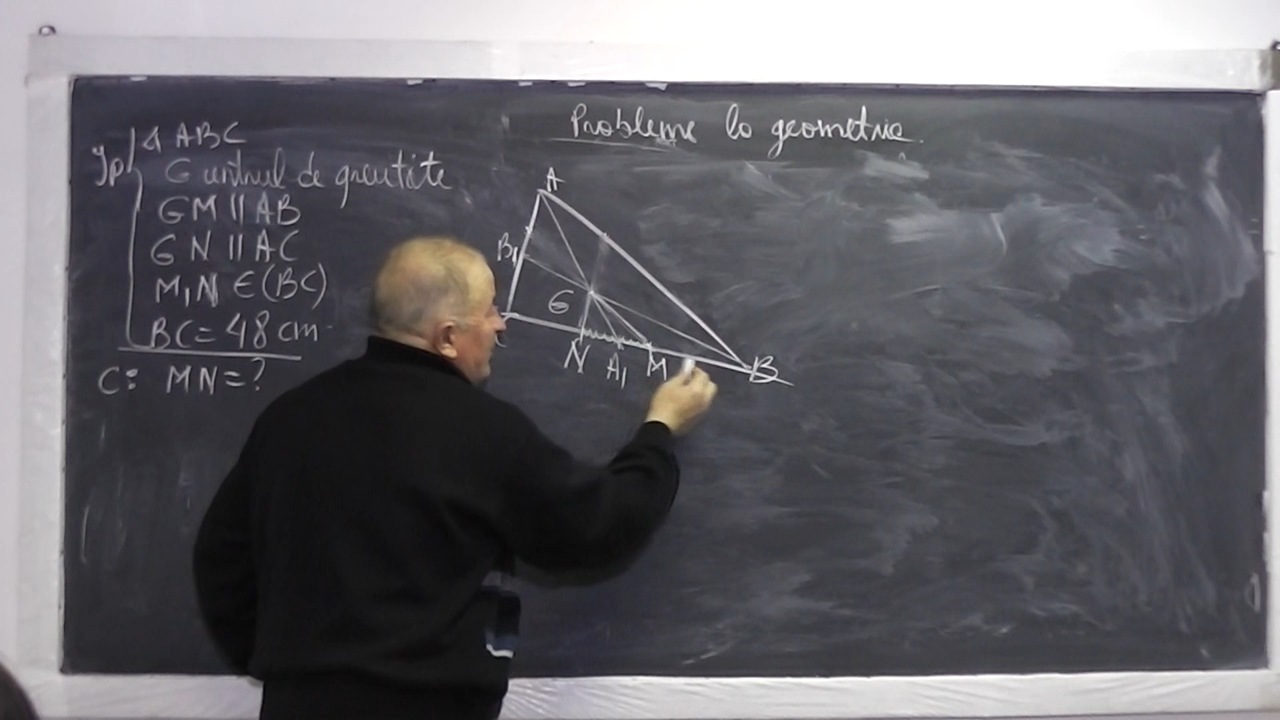 Probleme la geometrie.
Ip △ ABC
G centrul de greutate
GM || AB
GN || AC
M, N ∈ (BC)
BC = 48 cm
C: MN = ?
A
B₁
G
C
N A₁ M B